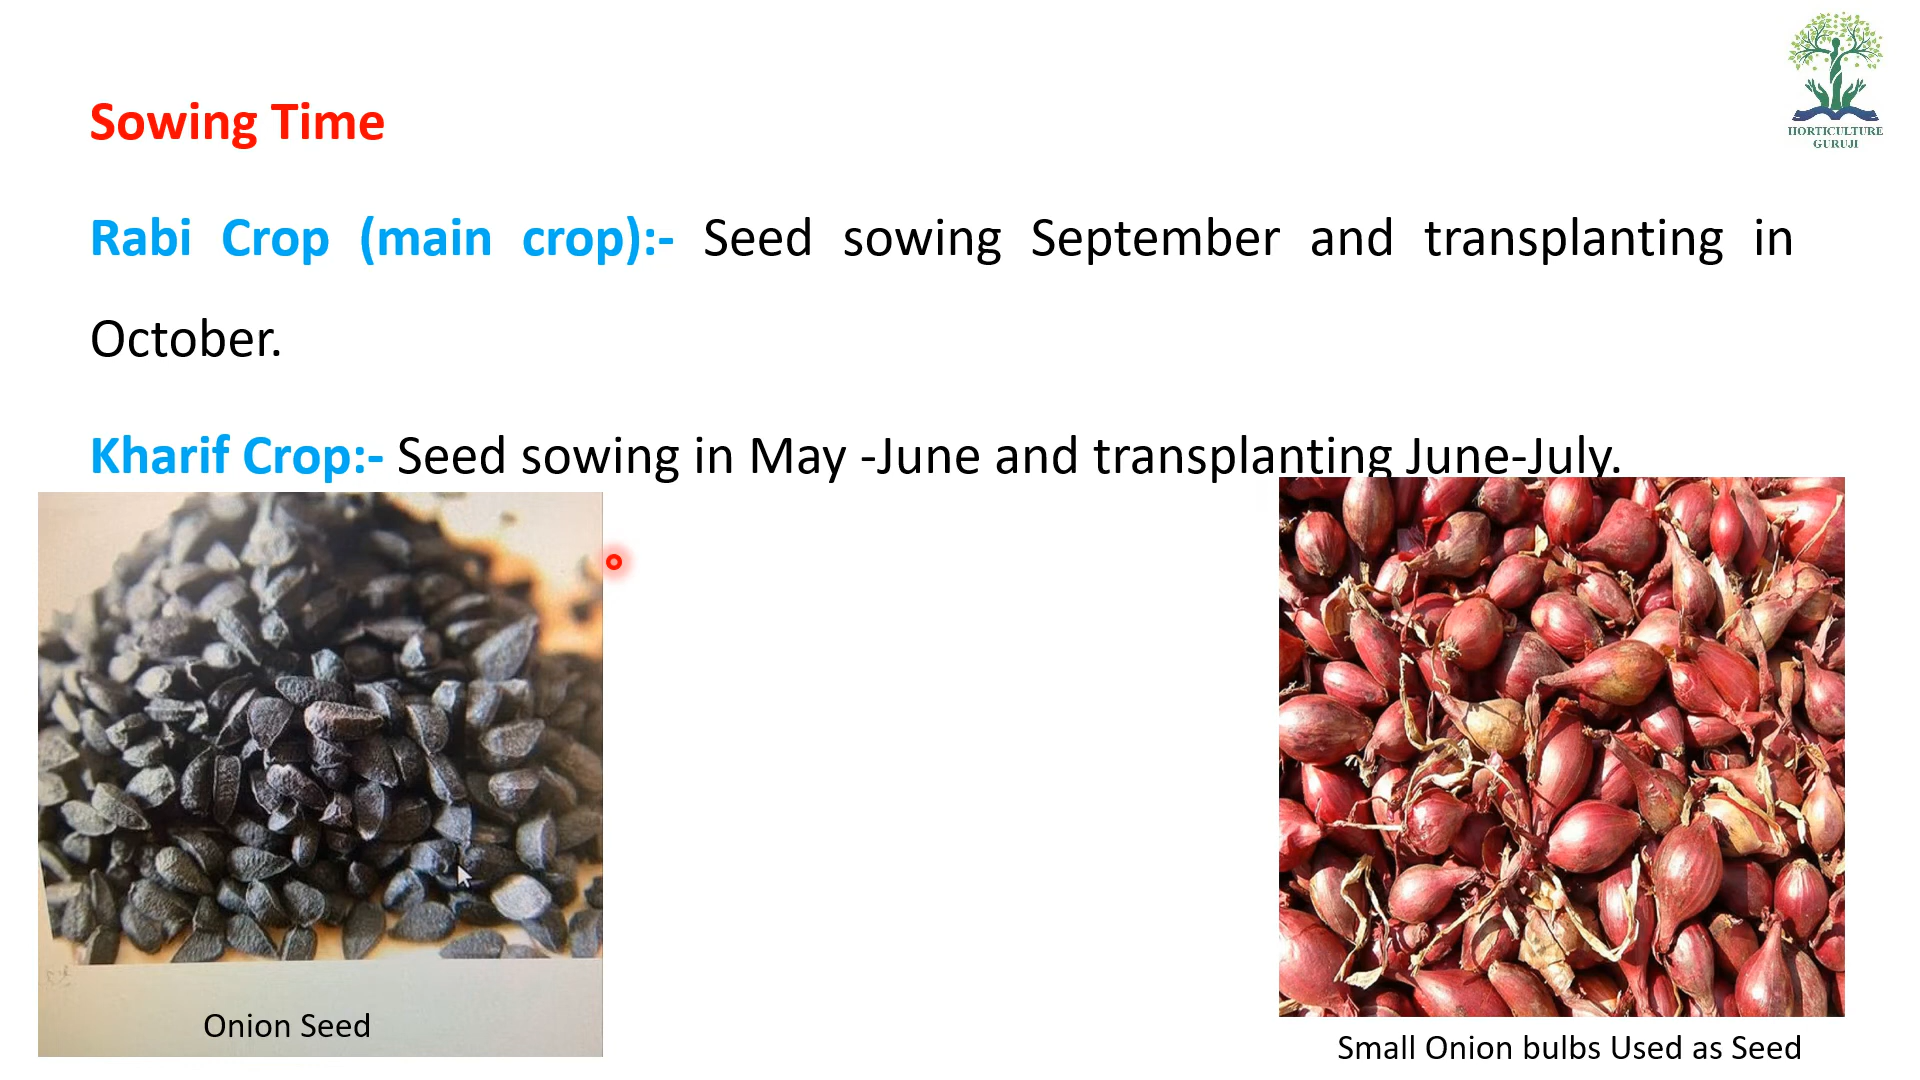 HORTICULTURE
GURUJI
Sowing Time
Rabi Crop (main crop):- Seed sowing September and transplanting in
October.
Kharif Crop:- Seed sowing in May -June and transplanting June-July.
Onion Seed
Small Onion bulbs Used as Seed